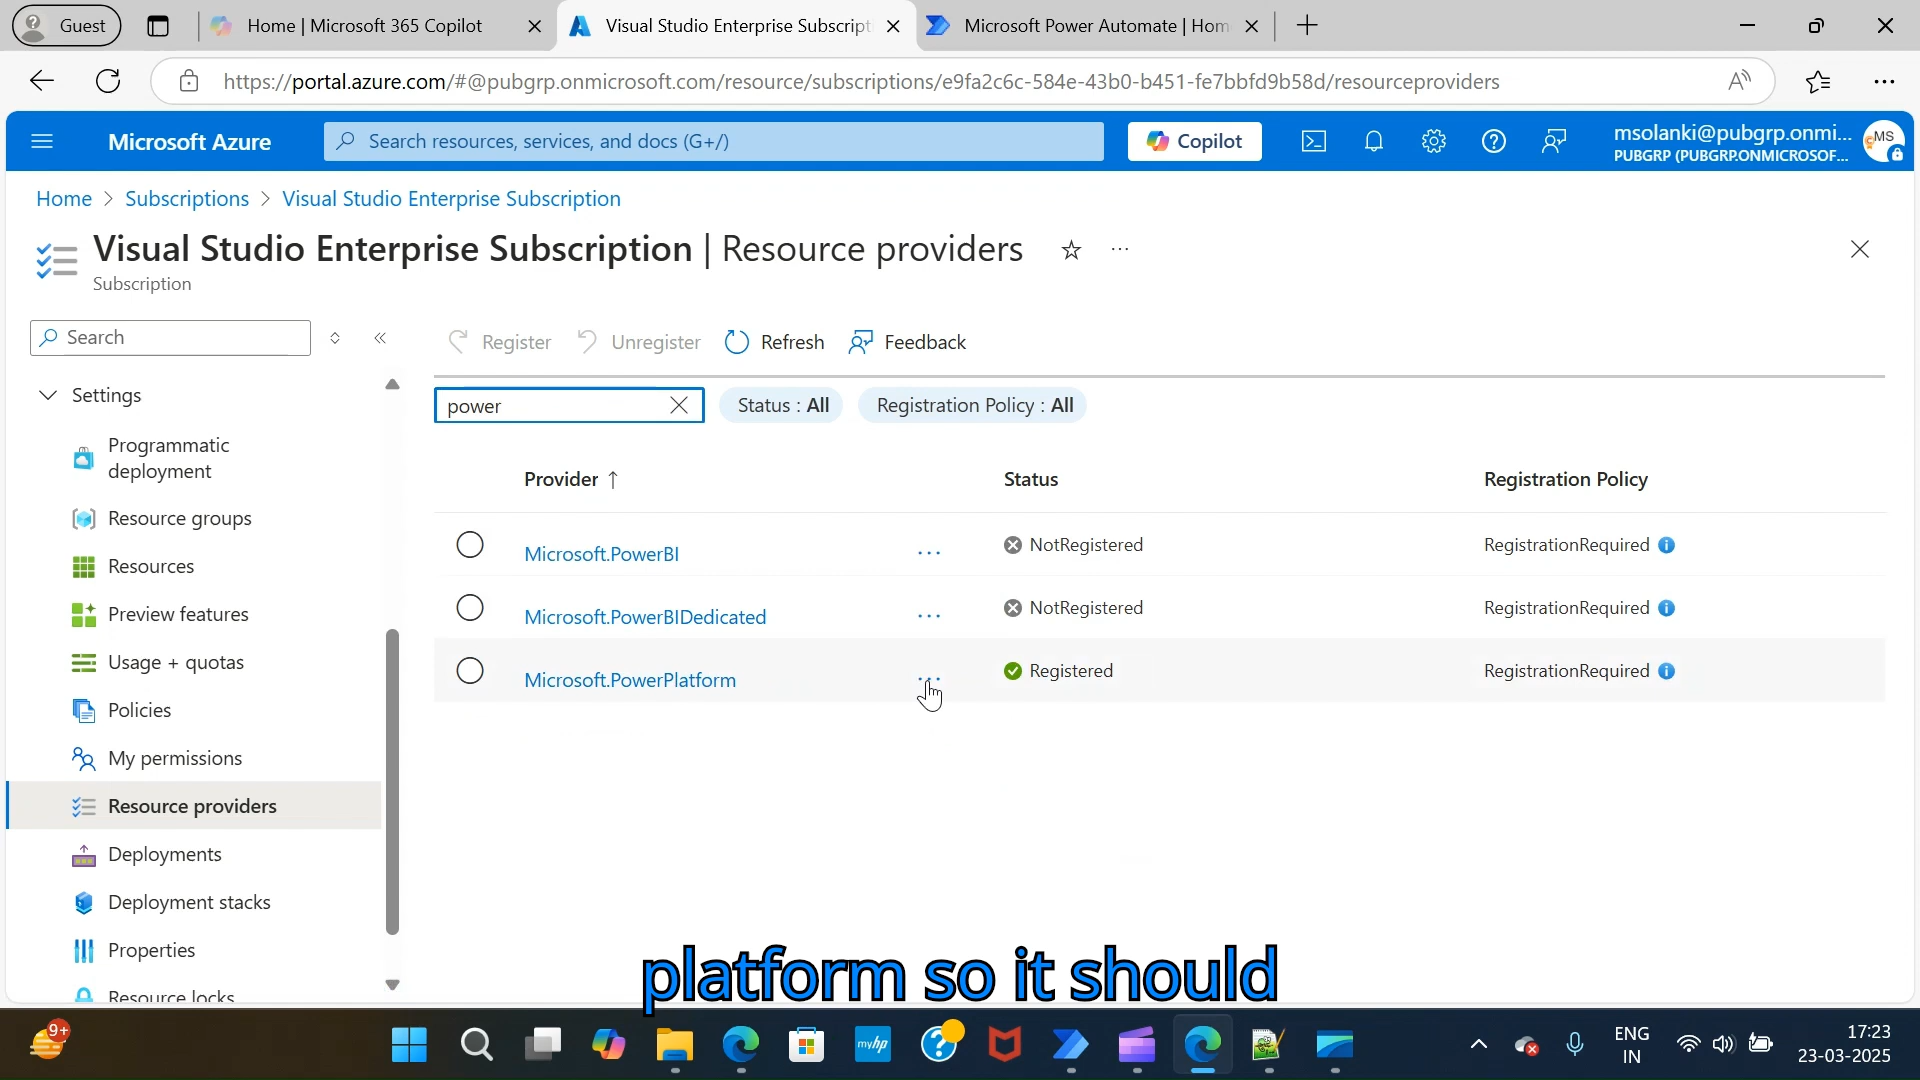 Guest
Home | Microsoft 365 Copilot
Visual Studio Enterprise Subscript
Microsoft Power Automate | Hom
https://portal.azure.com/#@pubgrp.onmicrosoft.com/resource/subscriptions/e9fa2c6c-584e-43b0-b451-fe7bbfd9b58d/resourceproviders
Microsoft Azure
Search resources, services, and docs (G+/)
Copilot
msolanki@pubgrp.onmi...
PUBGRP (PUBGRP.ONMICROSOF...
MS
Home > Subscriptions > Visual Studio Enterprise Subscription
Visual Studio Enterprise Subscription | Resource providers
Subscription
Search
Register
Unregister
Refresh
Feedback
Settings
Programmatic
deployment
Resource groups
Resources
Preview features
Usage + quotas
Policies
My permissions
Resource providers
Deployments
Deployment stacks
Properties
Resource locks
power
Status : All
Registration Policy : All
Provider ↑ Status Registration Policy
Microsoft.PowerBI ... NotRegistered RegistrationRequired
Microsoft.PowerBIDedicated ... NotRegistered RegistrationRequired
Microsoft.PowerPlatform ... Registered RegistrationRequired
platform so it should
9+
myhp
ENG
IN
17:23
23-03-2025